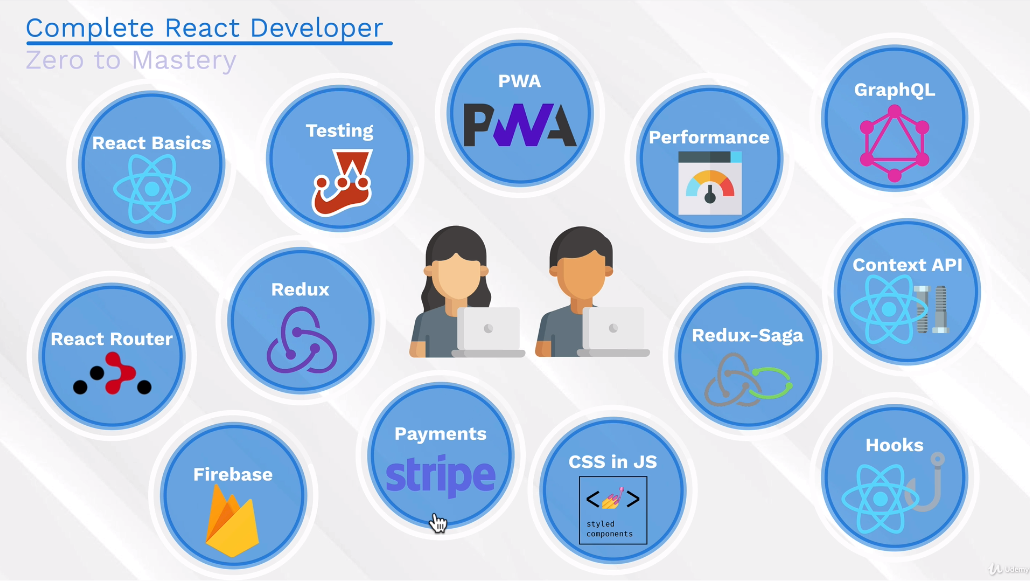 Complete React Developer
Zero to Mastery
PWA
PWA
GraphQL
Testing
Performance
React Basics
Context API
Redux
React Router
Redux-Saga
Payments
stripe
Hooks
CSS in JS
Firebase
< >
styled
components
Udemy